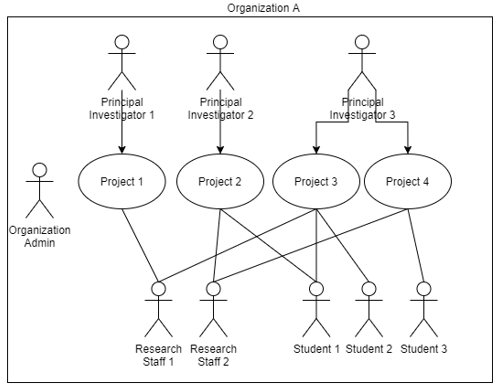 Organization A
Principal
Investigator 1
Principal
Investigator 2
Principal
Investigator 3
Project 1
Project 2
Project 3
Project 4
Organization
Admin
Research
Staff 1
Research
Staff 2
Student 1
Student 2
Student 3